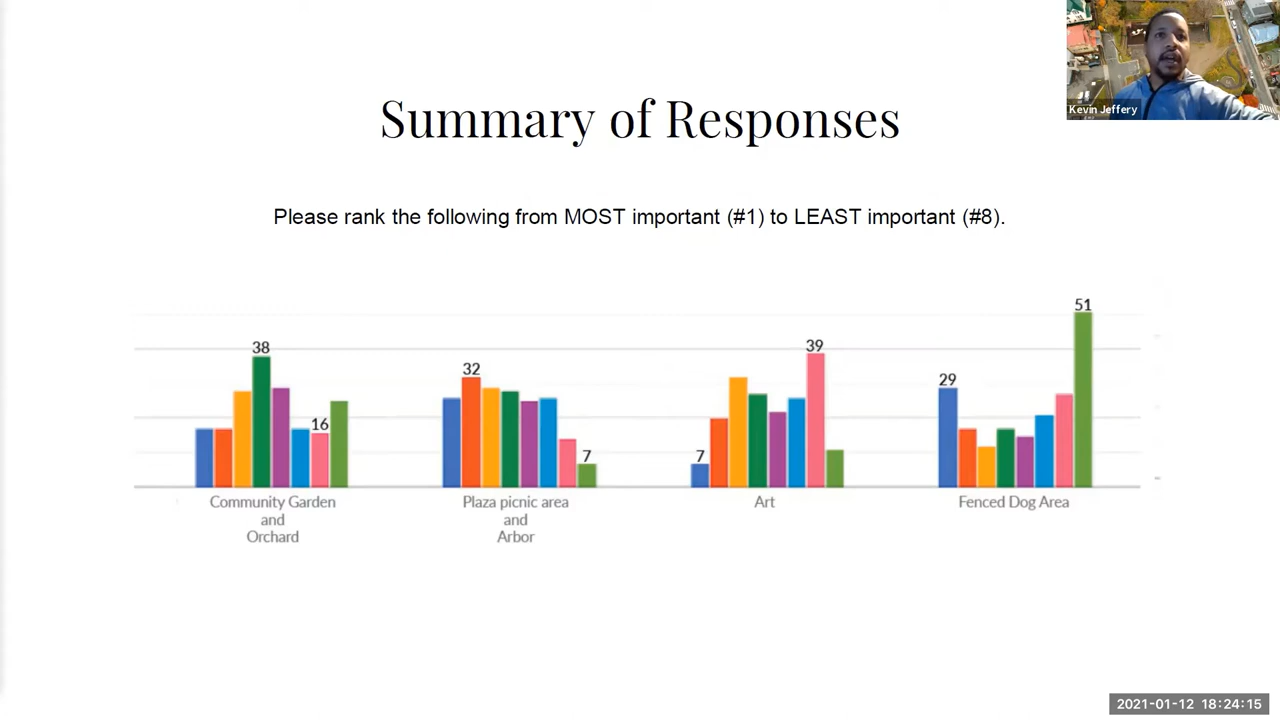 Kevin Jeffery
Summary of Responses
Please rank the following from MOST important (#1) to LEAST important (#8).
38
16
32
7
7
39
29
51
Community Garden
and
Orchard
Plaza picnic area
and
Arbor
Art
Fenced Dog Area
2021-01-12 18:24:15